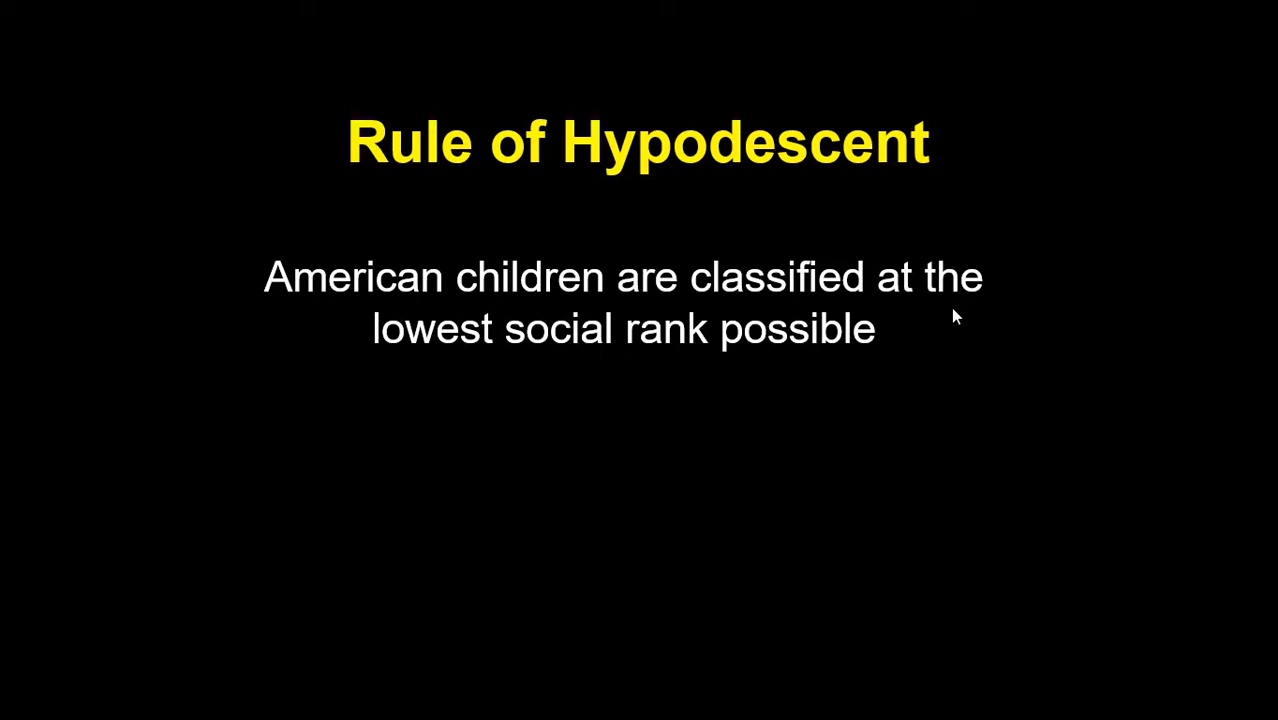 Rule of Hypodescent
American children are classified at the
lowest social rank possible